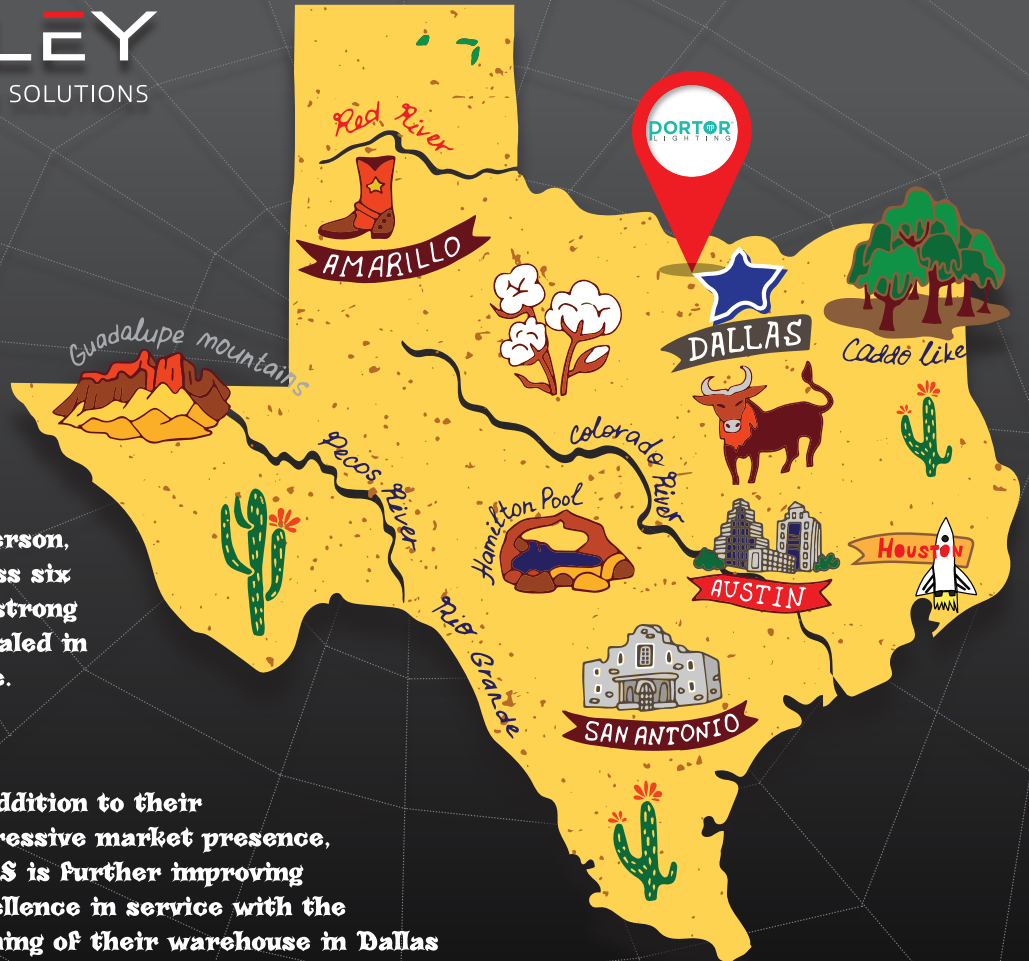 LEY
SOLUTIONS
PORTOR
LIGHTING
Red River
AMARILLO
DALLAS
Guadalupe mountains
Caddo like
Colorado River
Pecos River
Hamilton Pool
HOUSTON
AUSTIN
Rio Grande
SAN ANTONIO
erson,
ss six
strong
aled in
e.
ddition to their
ressive market presence,
S is further improving
ellence in service with the
ning of their warehouse in Dallas